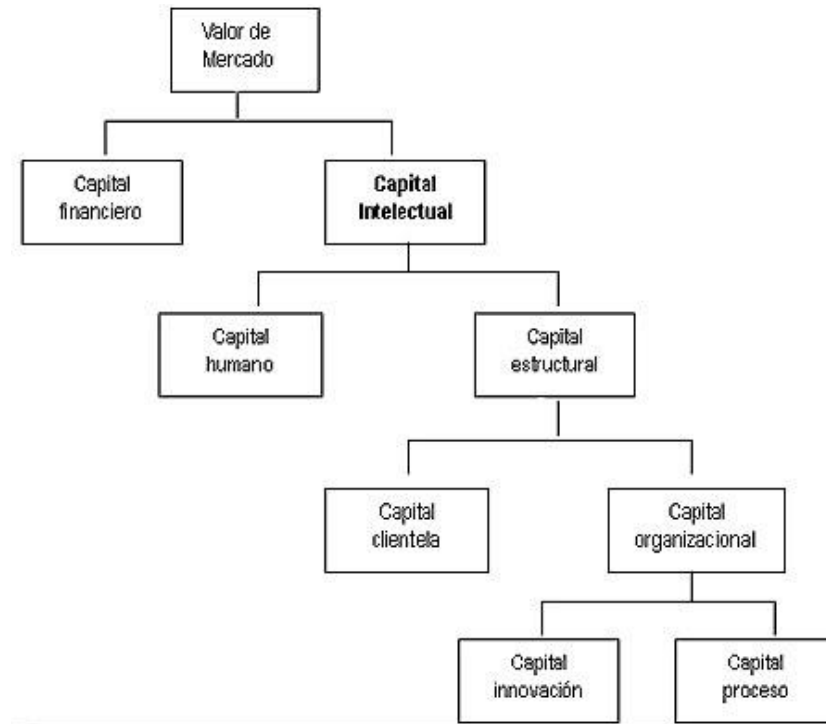 Valor de
Mercado
Capital
financiero
Capital
Intelectual
Capital
humano
Capital
estructural
Capital
clientela
Capital
organizacional
Capital
innovación
Capital
proceso